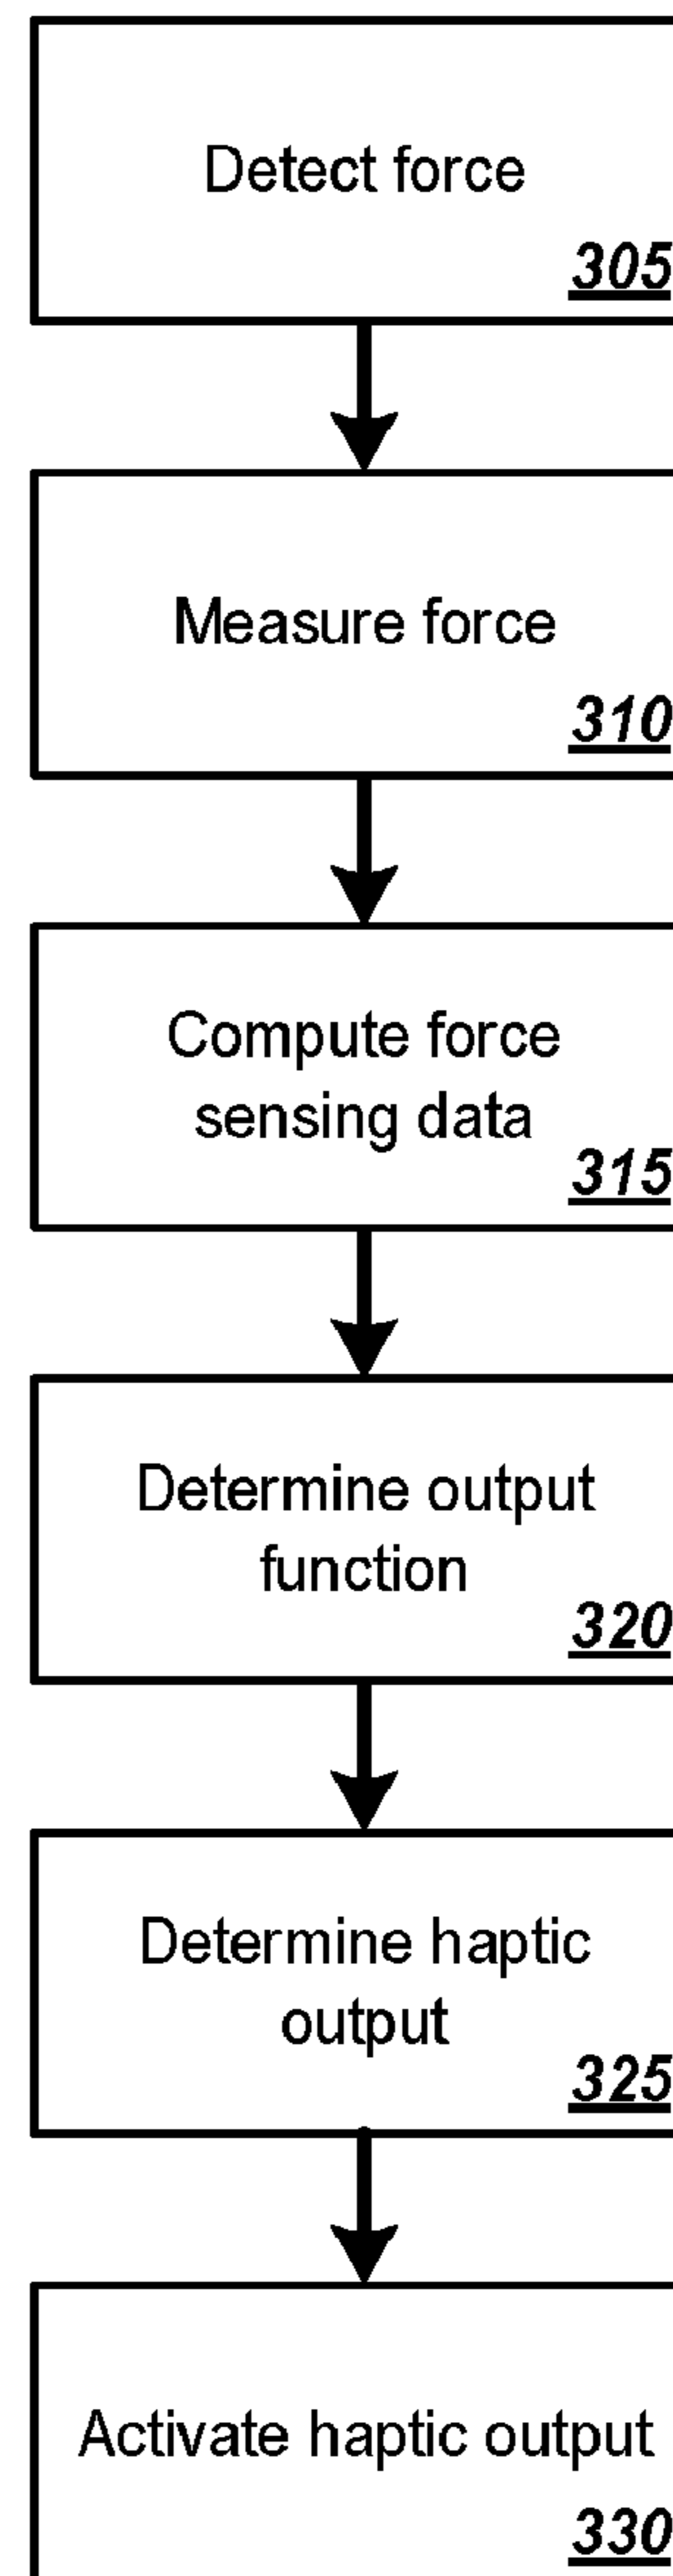 Detect force
305
Measure force
310
Compute force
sensing data
315
Determine output
function
320
Determine haptic
output
325
Activate haptic output
330